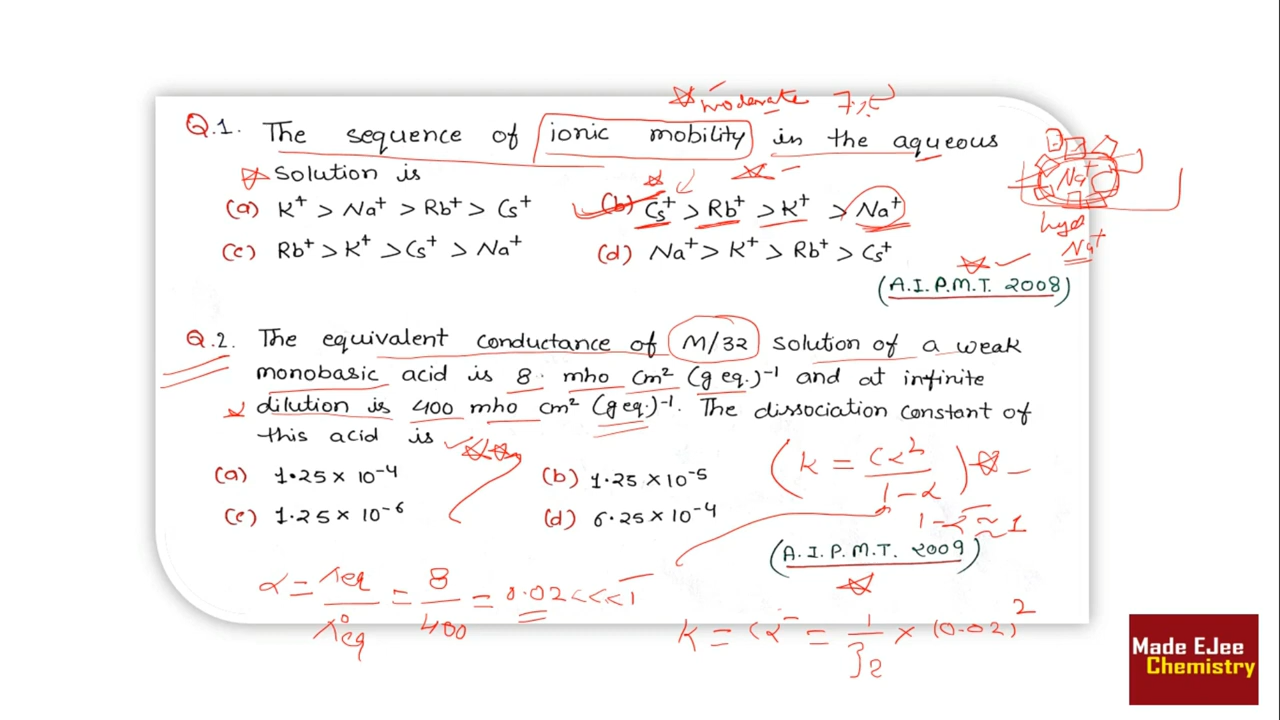 moderate
Q.1. The sequence of ionic mobility in the aqueous
Solution is
(a) K⁺ > Na⁺ > Rb⁺ > Cs⁺ (b) Cs⁺ > Rb⁺ > K⁺ > Na⁺
(c) Rb⁺ > K⁺ > Cs⁺ > Na⁺ (d) Na⁺ > K⁺ > Rb⁺ > Cs⁺
Na⁺
Na⁺
(A.I.P.M.T. 2008)
Q.2. The equivalent conductance of M/32 solution of a weak
monobasic acid is 8. mho cm² (g eq.)⁻¹ and at infinite
dilution is 400 mho cm² (g eq.)⁻¹. The dissociation constant of
this acid is
(a) 1.25 × 10⁻⁴ (b) 1.25 × 10⁻⁵
(c) 1.25 × 10⁻⁶ (d) 6.25 × 10⁻⁴
(K = Cα²/1-α)
1-α ≈ 1
(A.I.P.M.T. 2009)
α = λeq/λ°eq = 8/400 = 0.02 <<< 1
K = Cα² = 1/32 × (0.02)²
Made EJee
Chemistry